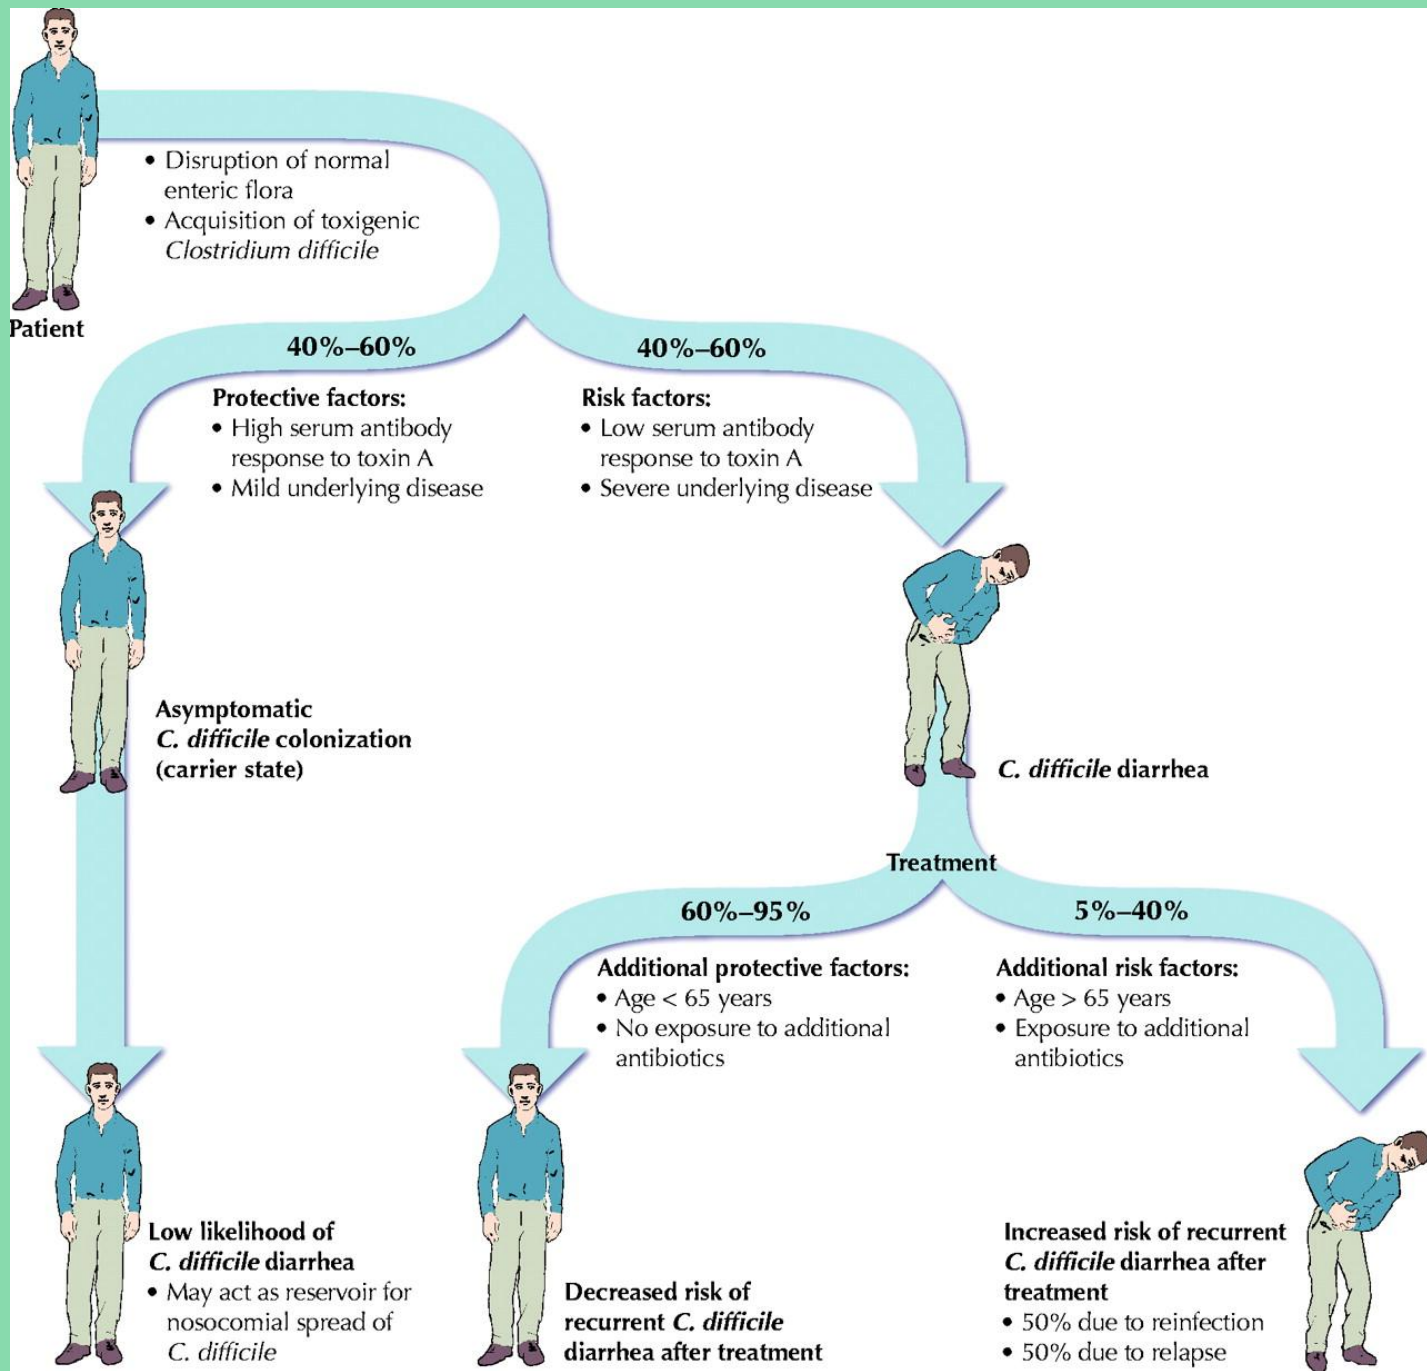 • Disruption of normal
enteric flora
• Acquisition of toxigenic
Clostridium difficile
Patient
40%–60%
Protective factors:
• High serum antibody
response to toxin A
• Mild underlying disease
40%–60%
Risk factors:
• Low serum antibody
response to toxin A
• Severe underlying disease
Asymptomatic
C. difficile colonization
(carrier state)
C. difficile diarrhea
Treatment
60%–95%
Additional protective factors:
• Age < 65 years
• No exposure to additional
antibiotics
5%–40%
Additional risk factors:
• Age > 65 years
• Exposure to additional
antibiotics
Low likelihood of
C. difficile diarrhea
• May act as reservoir for
nosocomial spread of
C. difficile
Decreased risk of
recurrent C. difficile
diarrhea after treatment
Increased risk of recurrent
C. difficile diarrhea after
treatment
• 50% due to reinfection
• 50% due to relapse